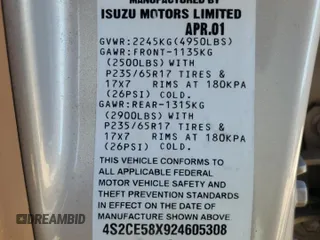 MANUFACTURED BY
ISUZU MOTORS LIMITED
APR.01
GVWR:2245KG(4950LBS)
GAWR:FRONT-1135KG
(2500LBS) WITH
P235/65R17 TIRES &
17x7 RIMS AT 180KPA
(26PSI) COLD.
GAWR:REAR-1315KG
(2900LBS) WITH
P235/65R17 TIRES &
17x7 RIMS AT 180KPA
(26PSI) COLD.
THIS VEHICLE CONFORMS TO
ALL APPLICABLE FEDERAL
MOTOR VEHICLE SAFETY AND
THEFT PREVENTION STANDARDS
IN EFFECT ON THE DATE OF
MANUFACTURE SHOWN ABOVE
4S2CE58X924605308